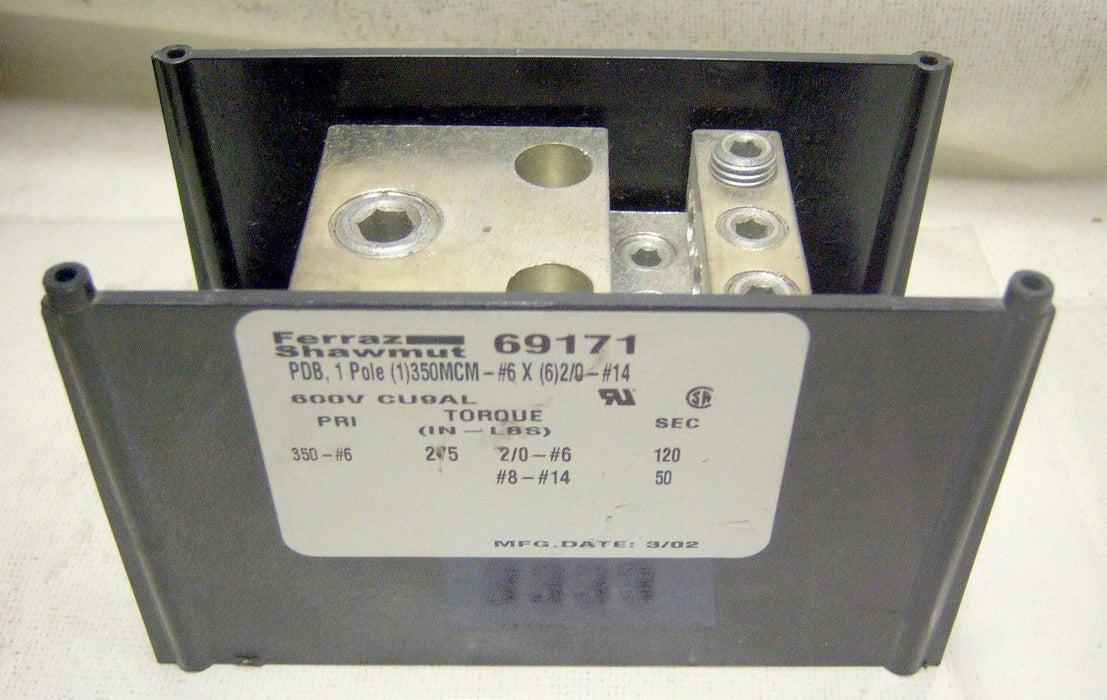 Ferraz
Shawmut 69171
PDB, 1 Pole (1)350MCM-#6 X (6)2/0-#14
600V CU9AL
TORQUE
PRI (IN-LBS) SEC
350-#6 275 2/0-#6 120
#8-#14 50
MFG.DATE: 3/02